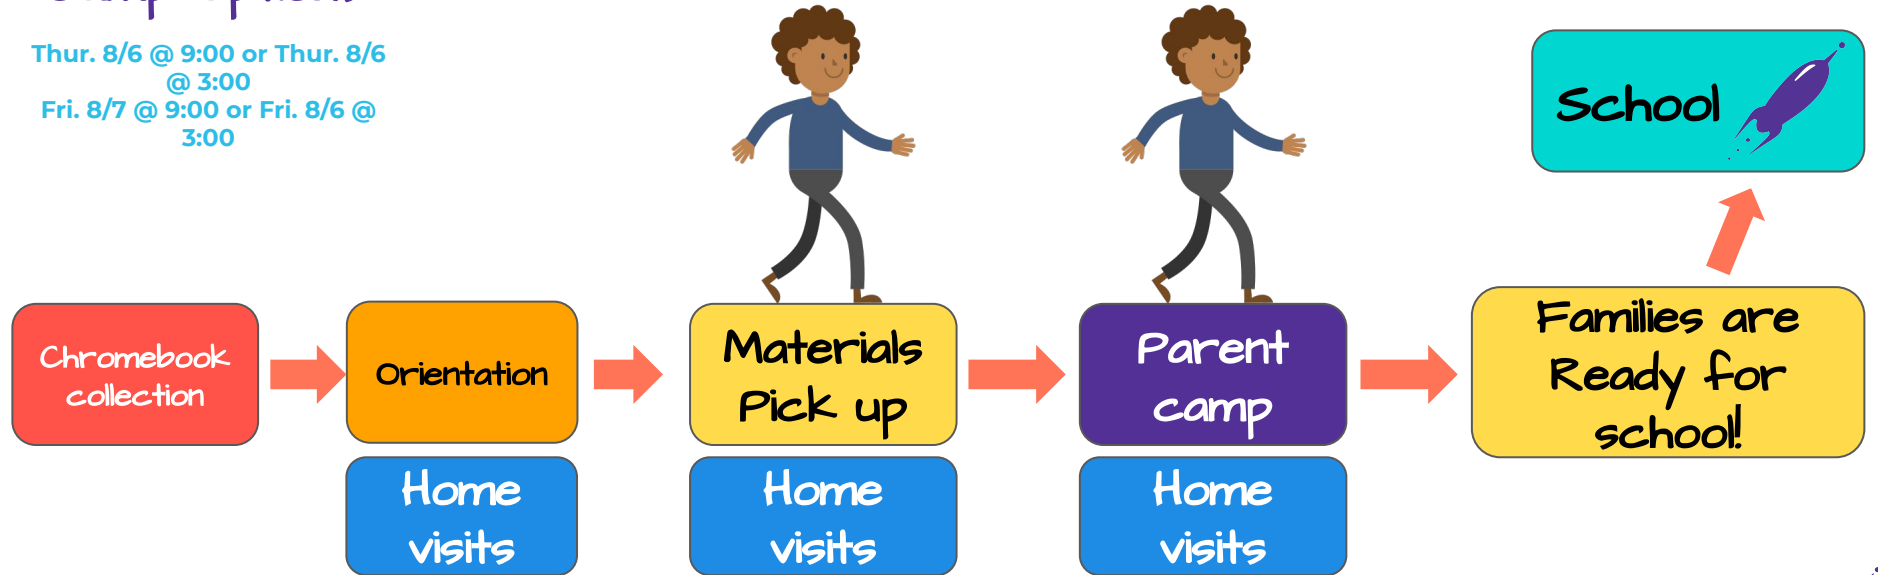 Thur. 8/6 @ 9:00 or Thur. 8/6
@ 3:00
Fri. 8/7 @ 9:00 or Fri. 8/6 @
3:00
School
Chromebook
collection
Orientation
Materials
Pick up
Parent
camp
Families are
Ready for
school!
Home
visits
Home
visits
Home
visits